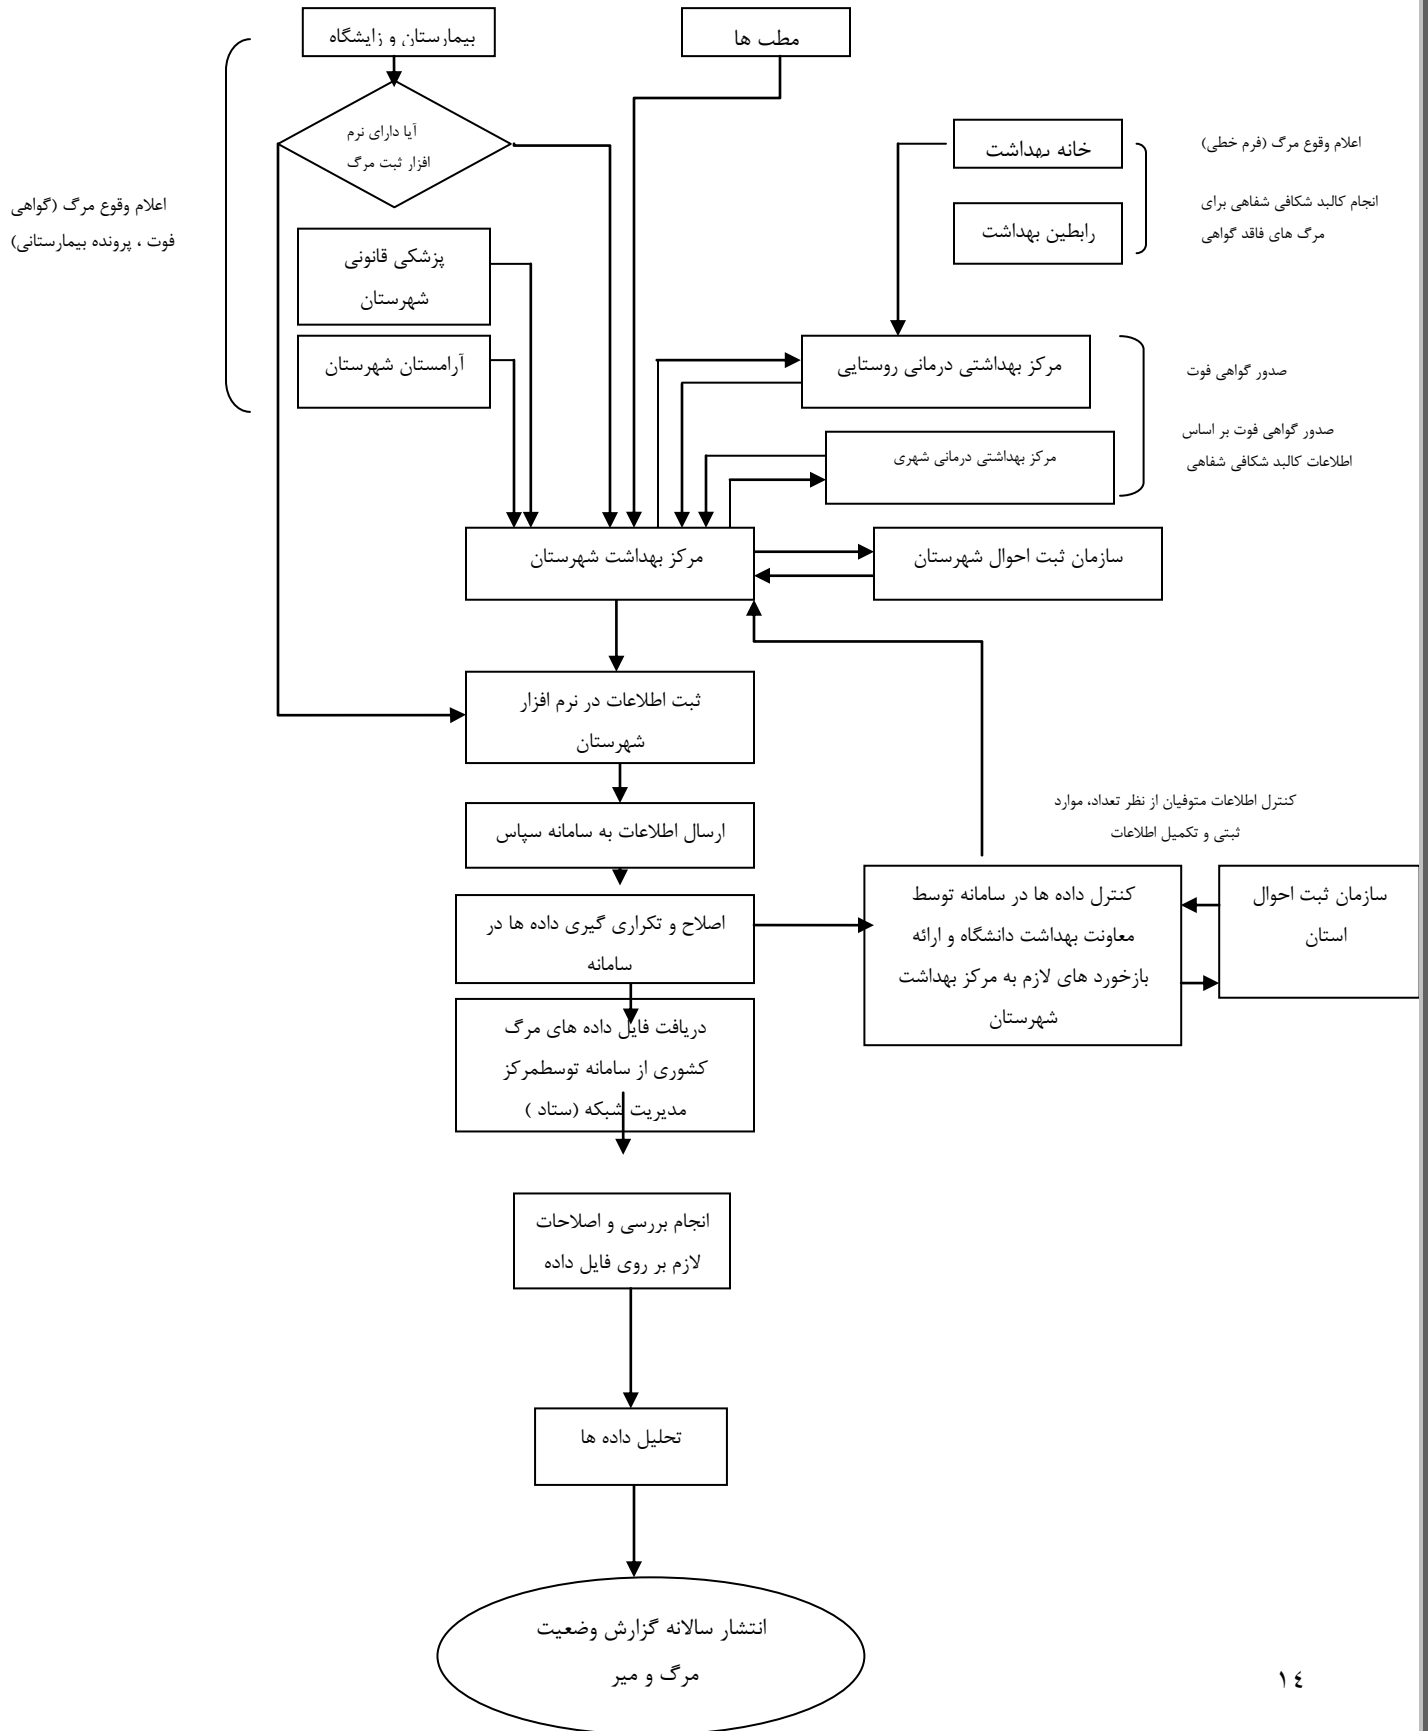 بیمارستان و زایشگاه
مطب ها
آیا دارای نرم
افزار ثبت مرگ
خانه بهداشت
اعلام وقوع مرگ (فرم خطی)
انجام کالبد شکافی شفاهی برای
مرگ های فاقد گواهی
رابطین بهداشت
اعلام وقوع مرگ (گواهی
فوت ، پرونده بیمارستانی)
پزشکی قانونی
شهرستان
آرامستان شهرستان
مرکز بهداشتی درمانی روستایی
صدور گواهی فوت
صدور گواهی فوت بر اساس
اطلاعات کالبد شکافی شفاهی
مرکز بهداشتی درمانی شهری
مرکز بهداشت شهرستان
سازمان ثبت احوال شهرستان
ثبت اطلاعات در نرم افزار
شهرستان
ارسال اطلاعات به سامانه سپاس
کنترل اطلاعات متوفیان از نظر تعداد، موارد
ثبتی و تکمیل اطلاعات
اصلاح و تکراری گیری داده ها در
سامانه
کنترل داده ها در سامانه توسط
معاونت بهداشت دانشگاه و ارائه
بازخورد های لازم به مرکز بهداشت
شهرستان
سازمان ثبت احوال
استان
دریافت فایل داده های مرگ
کشوری از سامانه توسطمرکز
مدیریت شبکه (ستاد )
انجام بررسی و اصلاحات
لازم بر روی فایل داده
تحلیل داده ها
انتشار سالانه گزارش وضعیت
مرگ و میر
١٤